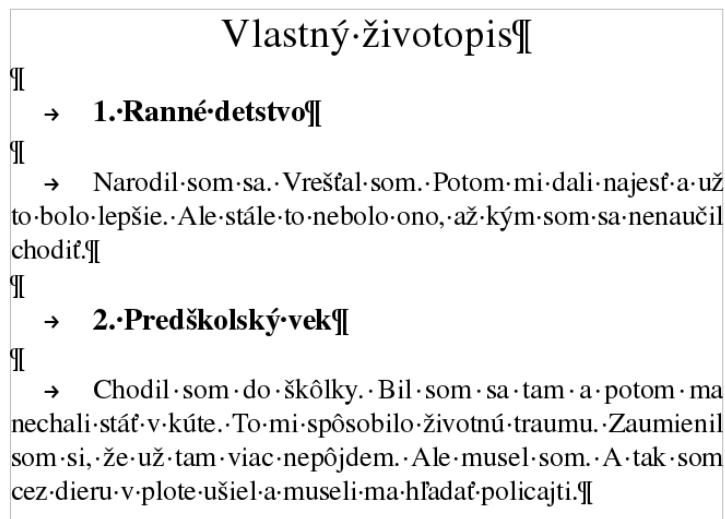 Vlastný·životopis¶
¶
→ 1.·Ranné·detstvo¶
¶
→ Narodil·som·sa.·Vrešťal·som.·Potom·mi·dali·najesť·a·už
to·bolo·lepšie.·Ale·stále·to·nebolo·ono,·až·kým·som·sa·nenaučil
chodiť.¶
¶
→ 2.·Predškolský·vek¶
¶
→ Chodil·som·do·škôlky.·Bil·som·sa·tam·a·potom·ma
nechali·stáť·v·kúte.·To·mi·spôsobilo·životnú·traumu.·Zaumienil
som·si,·že·už·tam·viac·nepôjdem.·Ale·musel·som.·A·tak·som
cez·dieru·v·plote·ušiel·a·museli·ma·hľadať·policajti.¶